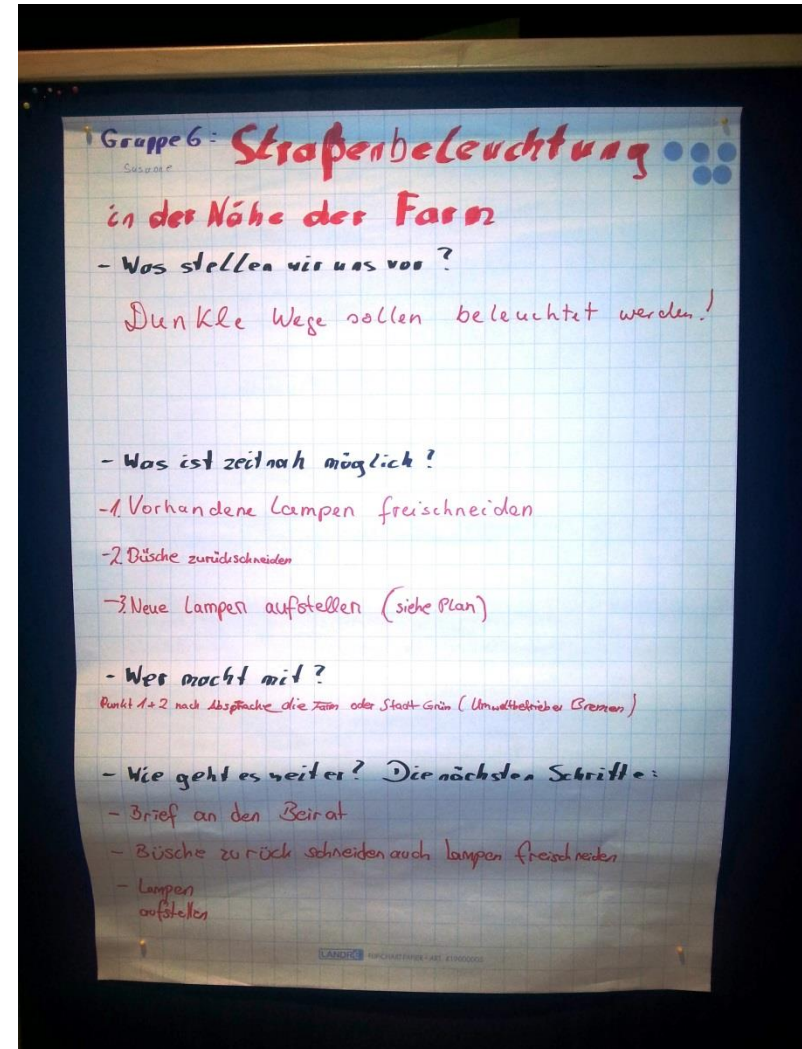 Gruppe 6: Straßenbeleuchtung
Susanne
in der Nähe der Farm
- Was stellen wir uns vor?
Dunkle Wege sollen beleuchtet werden!
- Was ist zeitnah möglich?
-1. Vorhandene Lampen freischneiden
-2. Büsche zurückschneiden
-3. Neue Lampen aufstellen (siehe Plan)
- Wer macht mit?
Punkt 1+2 nach Absprache die Farm oder Stadt Grün (Umweltbetriebe Bremen)
- Wie geht es weiter? Die nächsten Schritte:
- Brief an den Beirat
- Büsche zurück schneiden auch lampen freischneiden
- Lampen
aufstellen